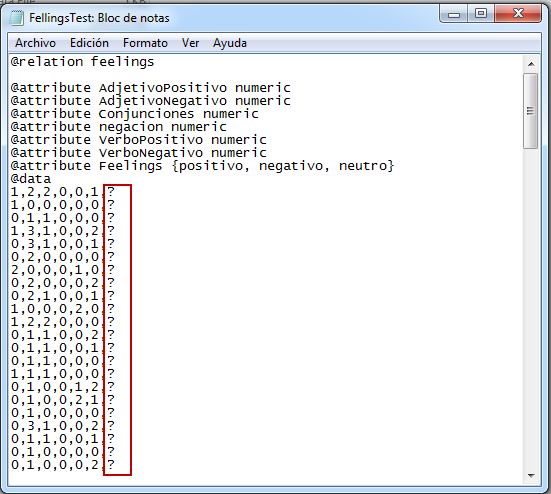 FellingsTest: Bloc de notas
Archivo Edición Formato Ver Ayuda
@relation feelings
@attribute AdjetivoPositivo numeric
@attribute AdjetivoNegativo numeric
@attribute Conjunciones numeric
@attribute negacion numeric
@attribute VerboPositivo numeric
@attribute VerboNegativo numeric
@attribute Feelings {positivo, negativo, neutro}
@data
1,2,2,0,0,1,?
1,0,0,0,0,0,?
0,1,1,0,0,0,?
1,3,1,0,0,2,?
0,3,1,0,0,1,?
0,2,0,0,0,0,?
2,0,0,0,1,0,?
0,2,0,0,0,2,?
0,2,1,0,0,1,?
1,0,0,0,2,0,?
1,2,2,0,0,0,?
0,1,1,0,0,2,?
0,1,1,0,0,1,?
0,1,1,0,0,0,?
1,1,1,0,0,0,?
0,1,0,0,1,2,?
0,1,0,0,2,1,?
0,1,0,0,0,0,?
0,3,1,0,0,2,?
0,1,1,0,0,1,?
0,1,0,0,0,0,?
0,1,0,0,0,2,?